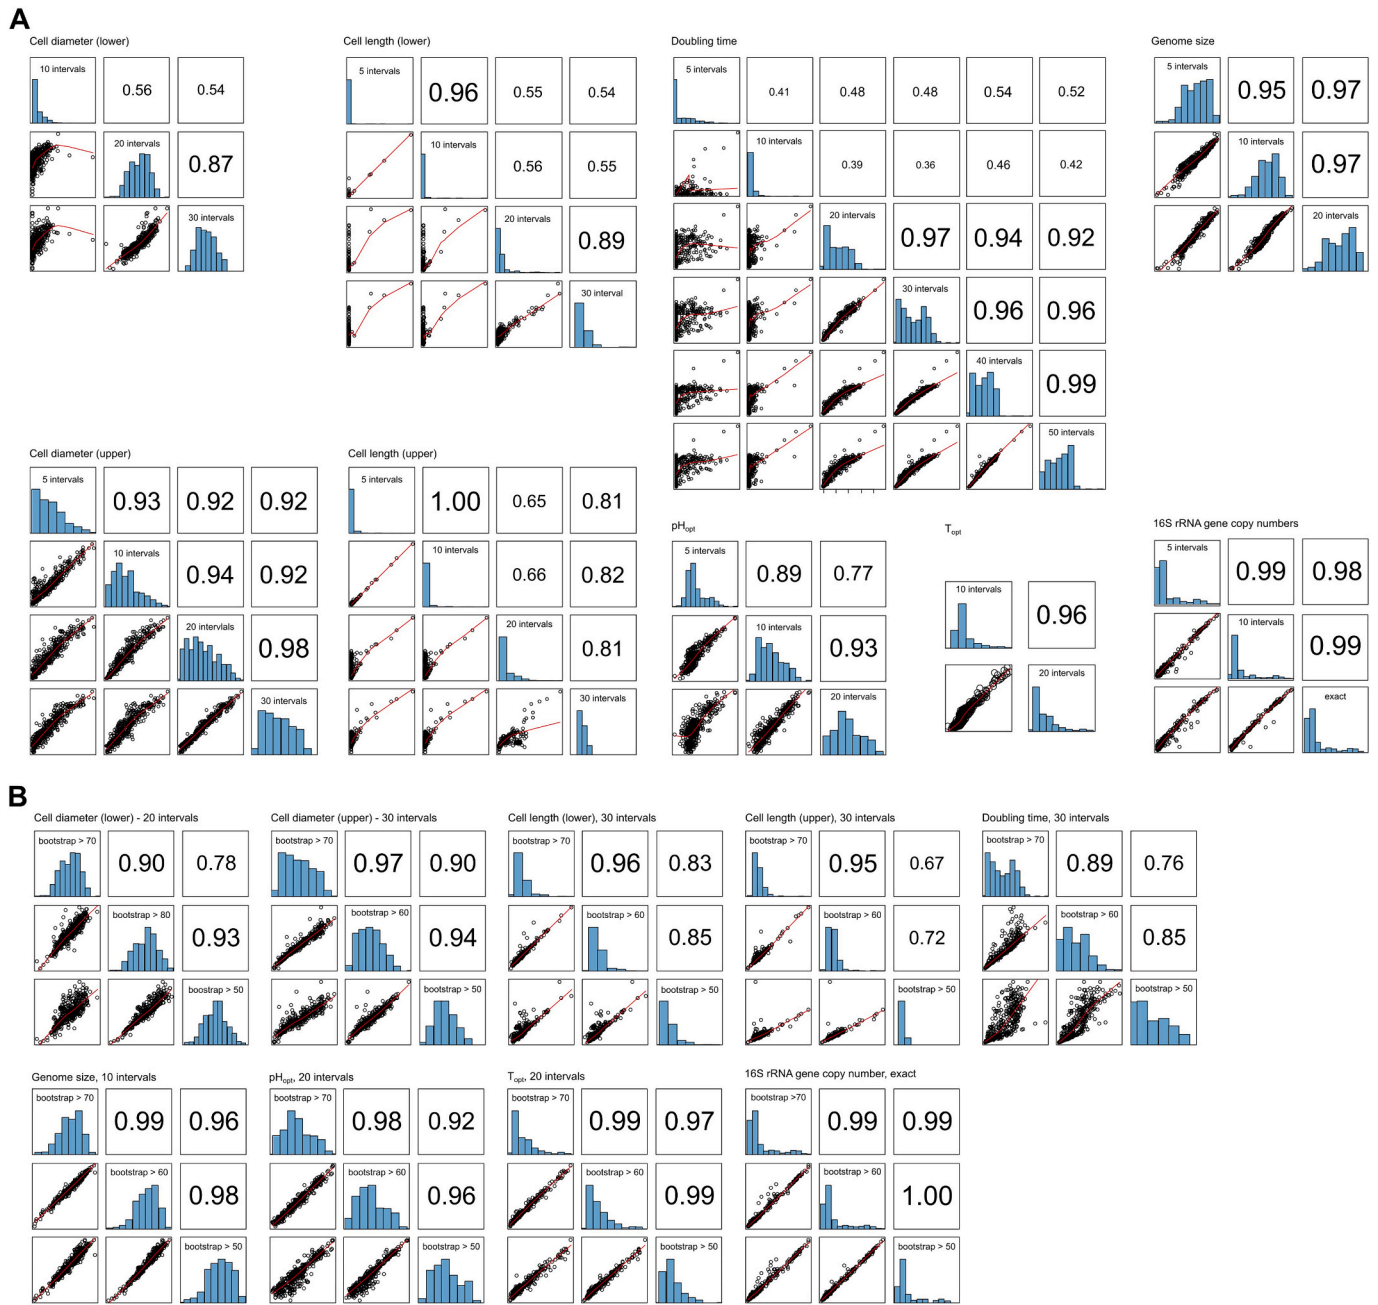 A
Cell diameter (lower)
10 intervals
0.56
0.54
20 intervals
0.87
30 intervals
Cell length (lower)
5 intervals
0.96
0.55
0.54
10 intervals
0.56
0.55
20 intervals
0.89
30 interval
Doubling time
5 intervals
0.41
0.48
0.48
0.54
0.52
10 intervals
0.39
0.36
0.46
0.42
20 intervals
0.97
0.94
0.92
30 intervals
0.96
0.96
40 intervals
0.99
50 intervals
Genome size
5 intervals
0.95
0.97
10 intervals
0.97
20 intervals
Cell diameter (upper)
5 intervals
0.93
0.92
0.92
10 intervals
0.94
0.92
20 intervals
0.98
30 intervals
Cell length (upper)
5 intervals
1.00
0.65
0.81
10 intervals
0.66
0.82
20 intervals
0.81
30 intervals
pHopt
5 intervals
0.89
0.77
10 intervals
0.93
20 intervals
Topt
10 intervals
0.96
20 intervals
16S rRNA gene copy numbers
5 intervals
0.99
0.98
10 intervals
0.99
exact
B
Cell diameter (lower) - 20 intervals
bootstrap > 70
0.90
0.78
bootstrap > 80
0.93
boostrap > 50
Cell diameter (upper) - 30 intervals
bootstrap > 70
0.97
0.90
bootstrap > 60
0.94
bootstrap > 50
Cell length (lower), 30 intervals
bootstrap > 70
0.96
0.83
bootstrap > 60
0.85
bootstrap > 50
Cell length (upper), 30 intervals
bootstrap > 70
0.95
0.67
bootstrap > 60
0.72
bootstrap > 50
Doubling time, 30 intervals
bootstrap > 70
0.89
0.76
bootstrap > 60
0.85
bootstrap > 50
Genome size, 10 intervals
bootstrap > 70
0.99
0.96
bootstrap > 60
0.98
bootstrap > 50
pHopt, 20 intervals
bootstrap > 70
0.98
0.92
bootstrap > 60
0.96
bootstrap > 50
Topt, 20 intervals
bootstrap > 70
0.99
0.97
bootstrap > 60
0.99
bootstrap > 50
16S rRNA gene copy number, exact
bootstrap >70
0.99
0.99
bootstrap > 60
1.00
bootstrap > 50